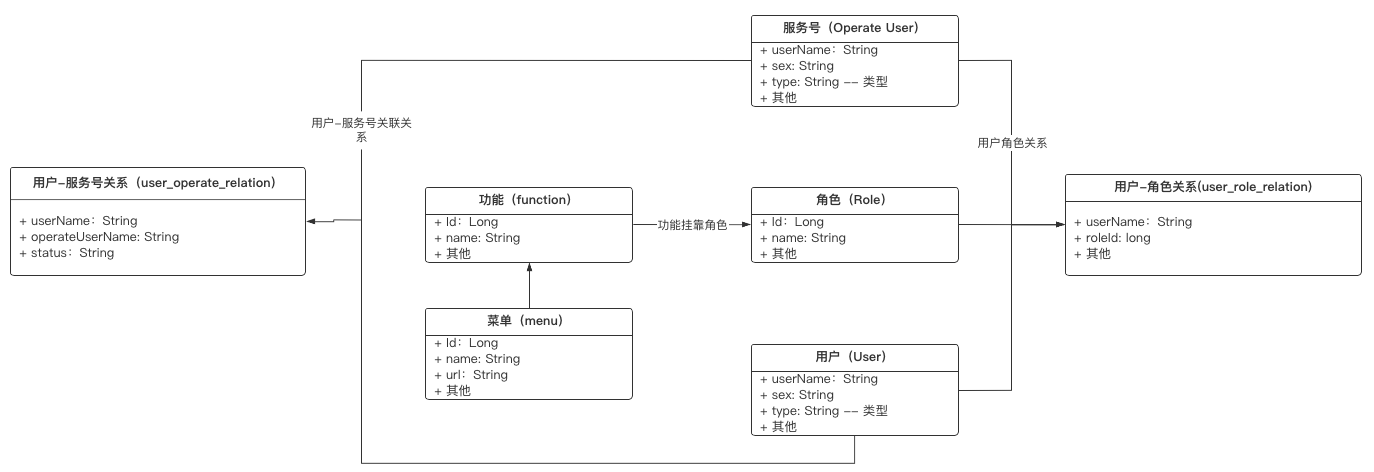 服务号（Operate User）
+ userName：String
+ sex: String
+ type: String -- 类型
+ 其他
用户-服务号关联关
系
用户角色关系
用户-服务号关系（user_operate_relation）
+ userName：String
+ operateUserName: String
+ status：String
功能（function）
+ Id：Long
+ name: String
+ 其他
功能挂靠角色
角色（Role）
+ Id：Long
+ name: String
+ 其他
用户-角色关系(user_role_relation)
+ userName：String
+ roleId: long
+ 其他
菜单（menu）
+ Id：Long
+ name: String
+ url：String
+ 其他
用户（User）
+ userName：String
+ sex: String
+ type: String -- 类型
+ 其他